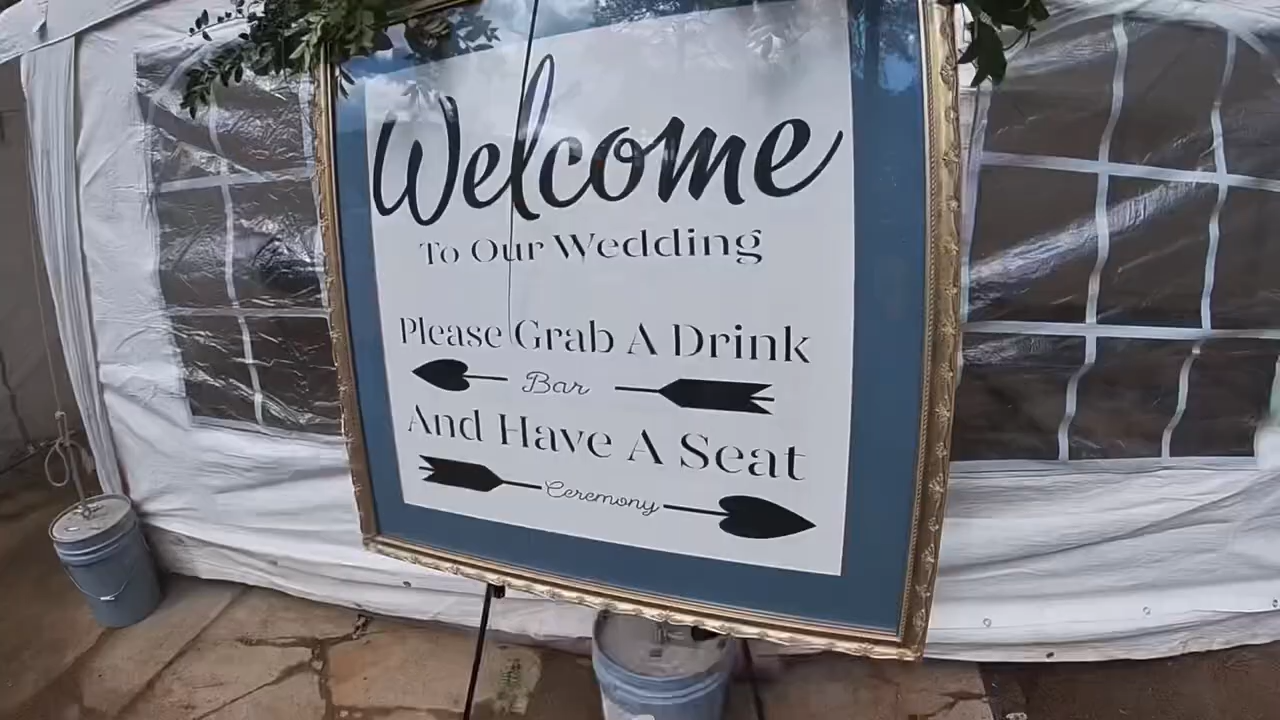 Welcome
To Our Wedding
Please Grab A Drink
Bar
And Have A Seat
Ceremony